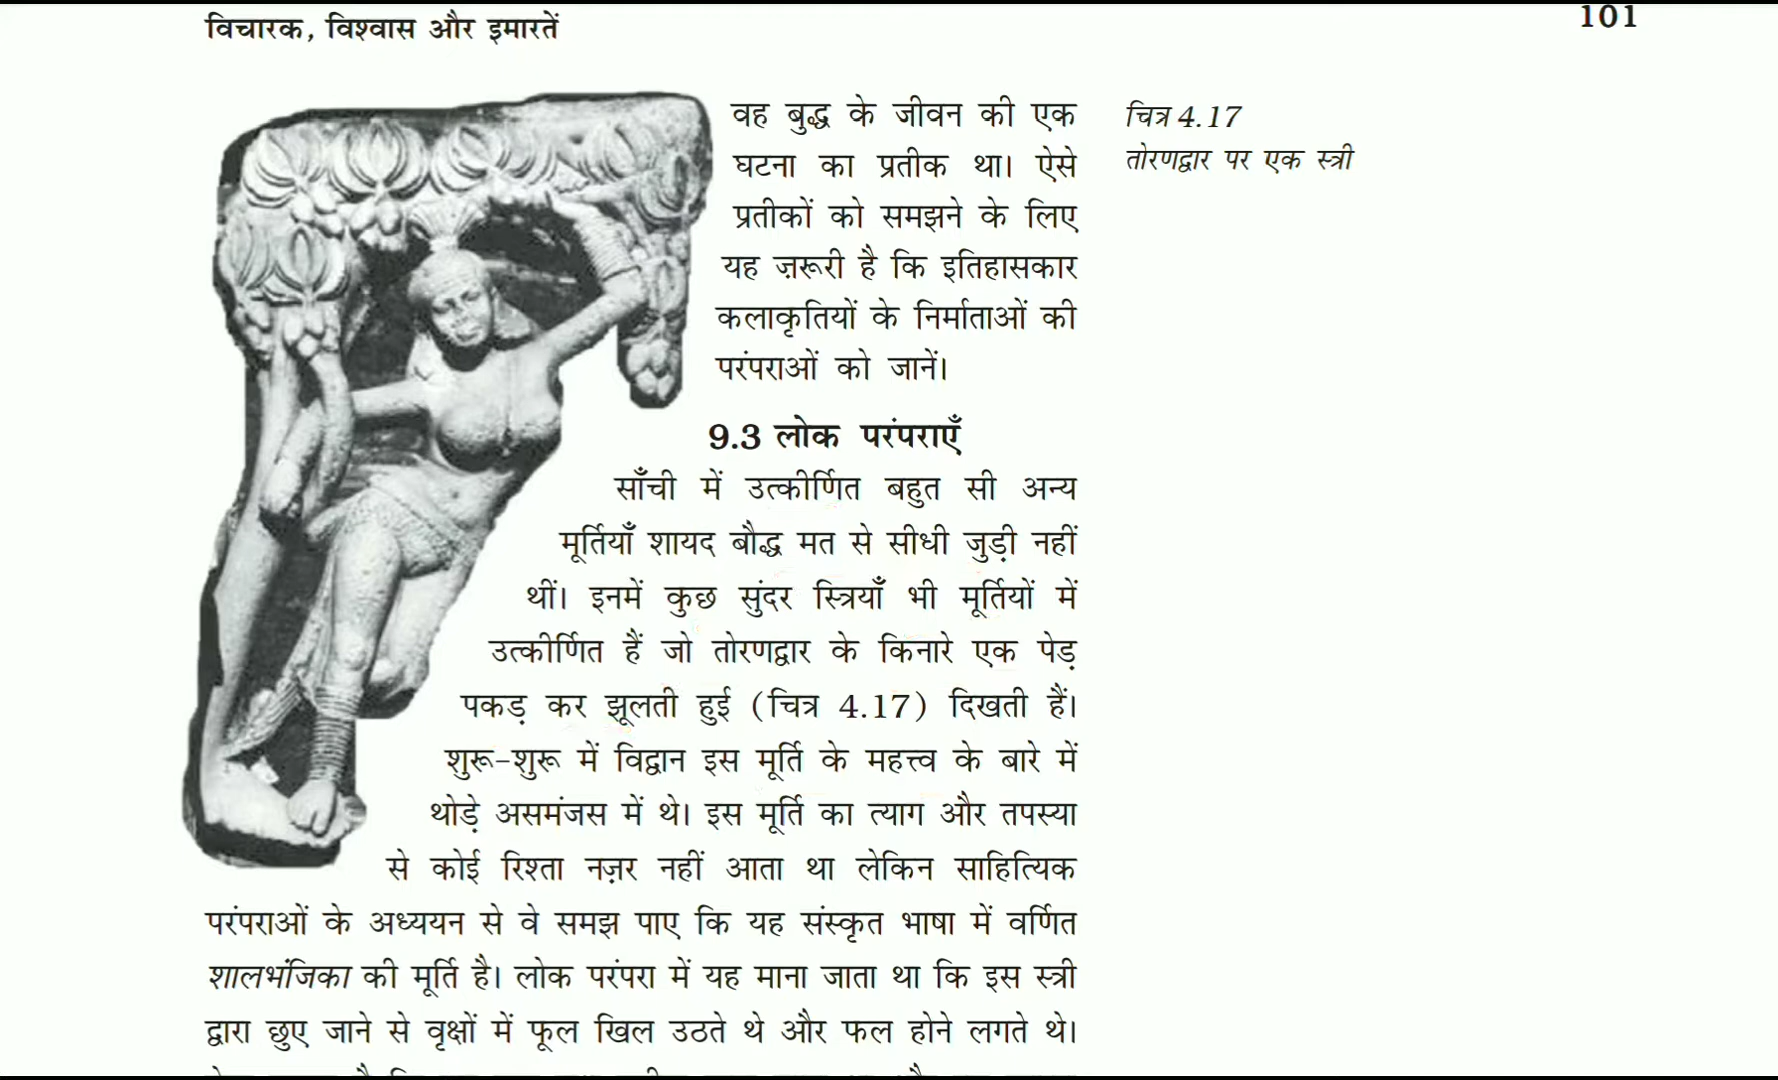 विचारक, विश्वास और इमारतें
101
वह बुद्ध के जीवन की एक
घटना का प्रतीक था। ऐसे
प्रतीकों को समझने के लिए
यह ज़रूरी है कि इतिहासकार
कलाकृतियों के निर्माताओं की
परंपराओं को जानें।
चित्र 4.17
तोरणद्वार पर एक स्त्री
9.3 लोक परंपराएँ
साँची में उत्कीर्णित बहुत सी अन्य
मूर्तियाँ शायद बौद्ध मत से सीधी जुड़ी नहीं
थीं। इनमें कुछ सुंदर स्त्रियाँ भी मूर्तियों में
उत्कीर्णित हैं जो तोरणद्वार के किनारे एक पेड़
पकड़ कर झूलती हुई (चित्र 4.17) दिखती हैं।
शुरू-शुरू में विद्वान इस मूर्ति के महत्त्व के बारे में
थोड़े असमंजस में थे। इस मूर्ति का त्याग और तपस्या
से कोई रिश्ता नज़र नहीं आता था लेकिन साहित्यिक
परंपराओं के अध्ययन से वे समझ पाए कि यह संस्कृत भाषा में वर्णित
शालभंजिका की मूर्ति है। लोक परंपरा में यह माना जाता था कि इस स्त्री
द्वारा छुए जाने से वृक्षों में फूल खिल उठते थे और फल होने लगते थे।